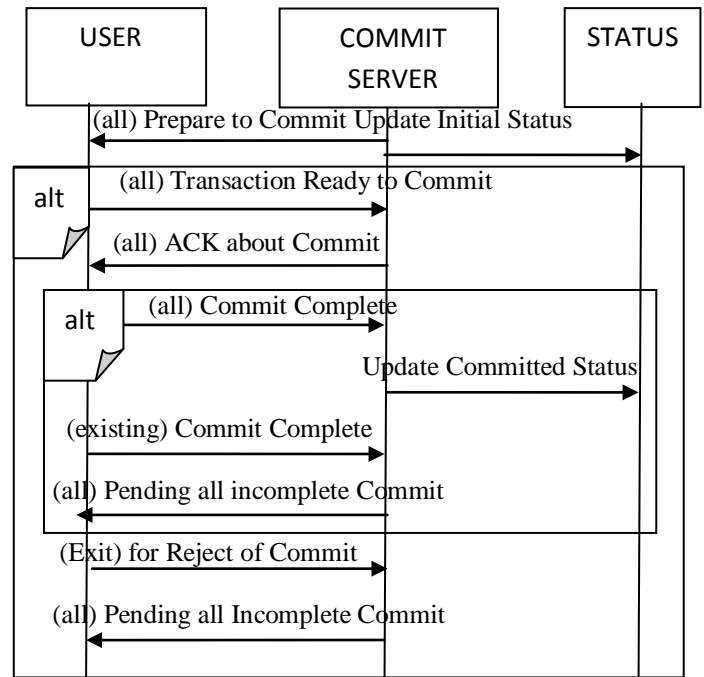 USER
COMMIT
SERVER
STATUS
(all) Prepare to Commit Update Initial Status
alt
(all) Transaction Ready to Commit
(all) ACK about Commit
alt
(all) Commit Complete
Update Committed Status
(existing) Commit Complete
(all) Pending all incomplete Commit
(Exit) for Reject of Commit
(all) Pending all Incomplete Commit